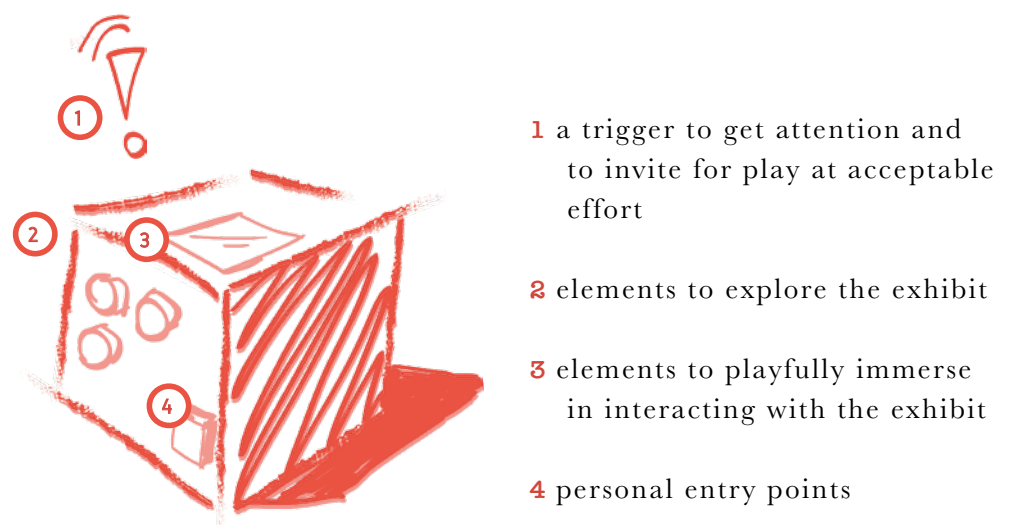 1
2
3
4
1 a trigger to get attention and
to invite for play at acceptable
effort
2 elements to explore the exhibit
3 elements to playfully immerse
in interacting with the exhibit
4 personal entry points